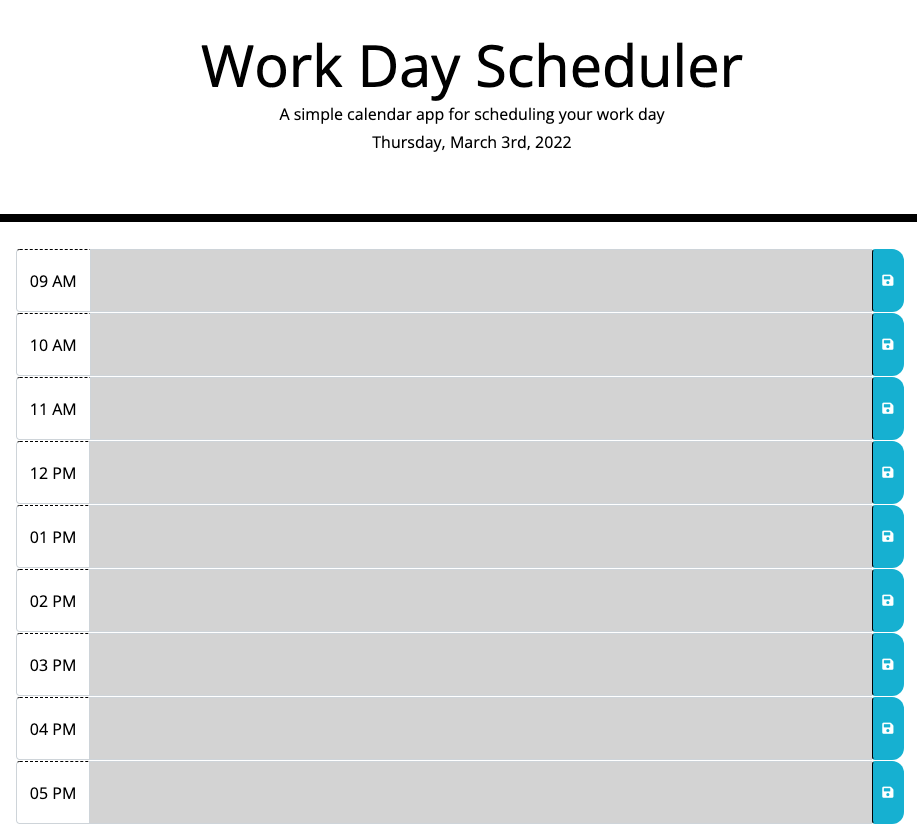 Work Day Scheduler
A simple calendar app for scheduling your work day
Thursday, March 3rd, 2022
09 AM
10 AM
11 AM
12 PM
01 PM
02 PM
03 PM
04 PM
05 PM